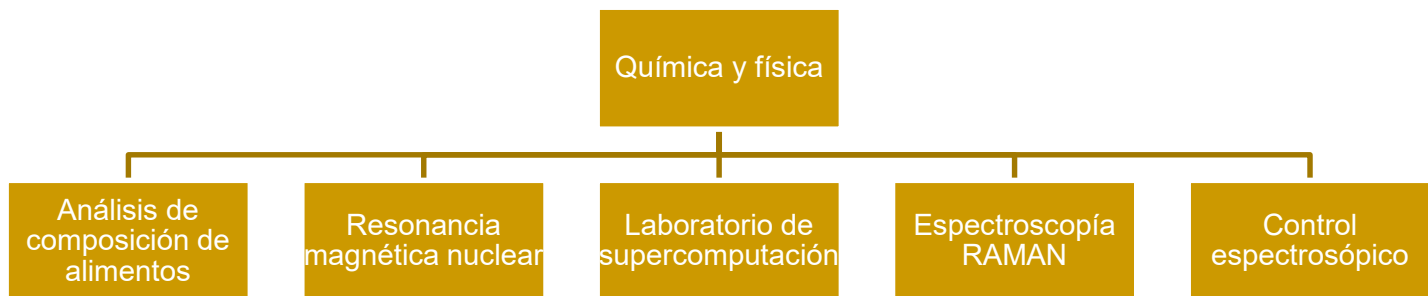 Química y física
Análisis de
composición de
alimentos
Resonancia
magnética nuclear
Laboratorio de
supercomputación
Espectroscopía
RAMAN
Control
espectrosópico